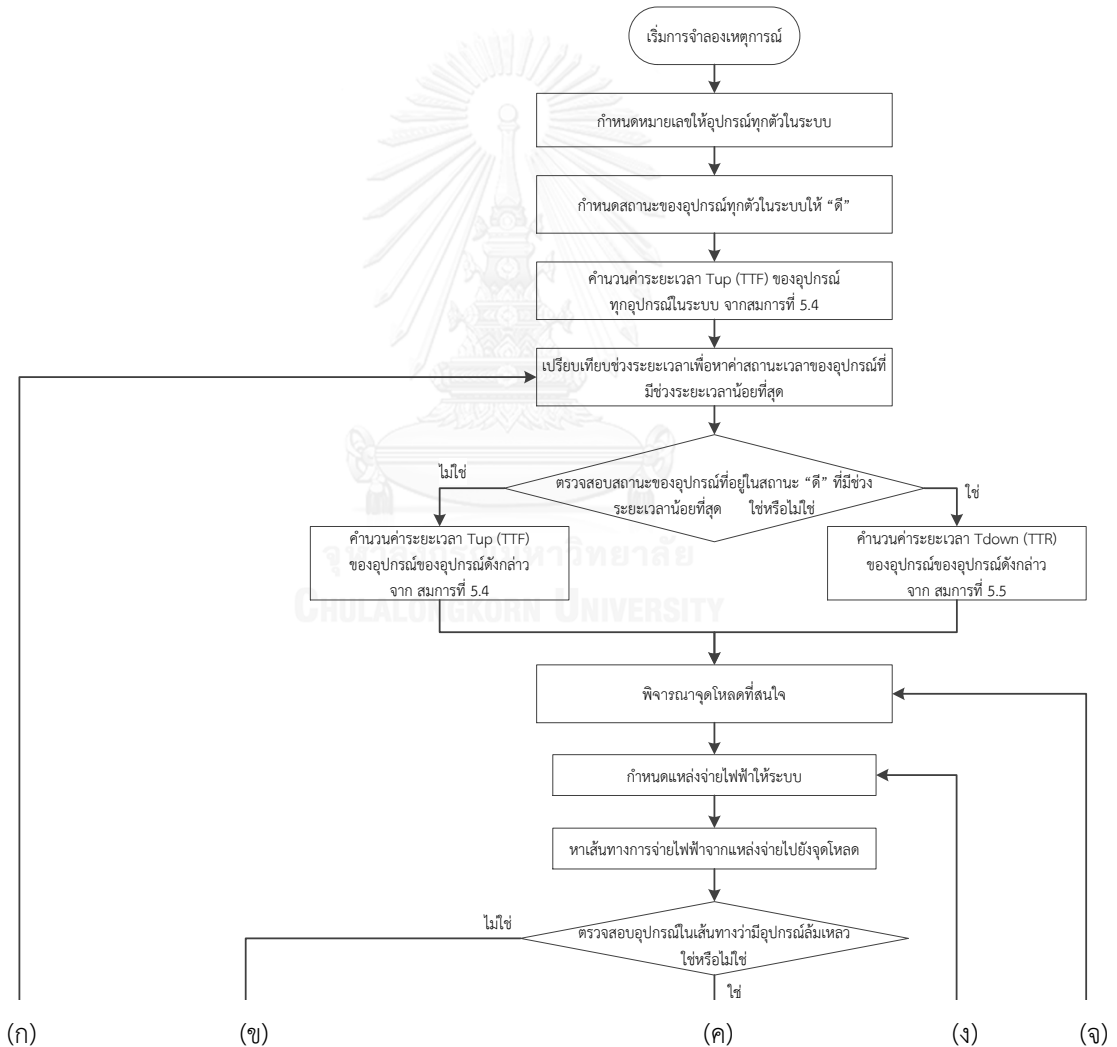 เริ่มการจำลองเหตุการณ์
กำหนดหมายเลขให้อุปกรณ์ทุกตัวในระบบ
กำหนดสถานะของอุปกรณ์ทุกตัวในระบบให้ “ดี”
คำนวนค่าระยะเวลา Tup (TTF) ของอุปกรณ์
ทุกอุปกรณ์ในระบบ จากสมการที่ 5.4
เปรียบเทียบช่วงระยะเวลาเพื่อหาค่าสถานะเวลาของอุปกรณ์ที่
มีช่วงระยะเวลาน้อยที่สุด
ไม่ใช่
ตรวจสอบสถานะของอุปกรณ์ที่อยู่ในสถานะ “ดี” ที่มีช่วง
ระยะเวลาน้อยที่สุด ใช่หรือไม่ใช่
ใช่
คำนวนค่าระยะเวลา Tup (TTF)
ของอุปกรณ์ของอุปกรณ์ดังกล่าว
จาก สมการที่ 5.4
คำนวนค่าระยะเวลา Tdown (TTR)
ของอุปกรณ์ของอุปกรณ์ดังกล่าว
จาก สมการที่ 5.5
จุฬาลงกรณ์มหาวิทยาลัย
CHULALONGKORN UNIVERSITY
พิจารณาจุดโหลดที่สนใจ
กำหนดแหล่งจ่ายไฟฟ้าให้ระบบ
หาเส้นทางการจ่ายไฟฟ้าจากแหล่งจ่ายไปยังจุดโหลด
ไม่ใช่
ตรวจสอบอุปกรณ์ในเส้นทางว่ามีอุปกรณ์ล้มเหลว
ใช่หรือไม่ใช่
ใช่
(ก) (ข) (ค) (ง) (จ)